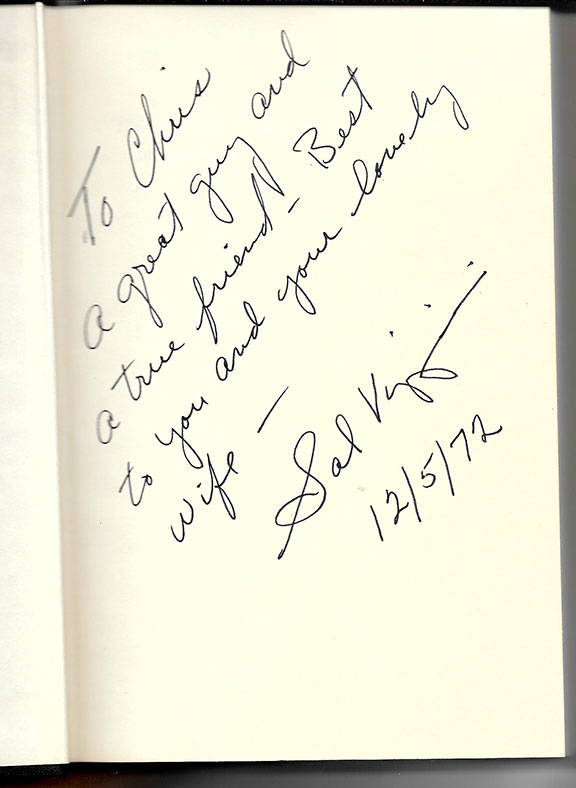 To Chris
a great guy and
a true friend - Best
to you and your lovely
wife —
Sal
12/5/72